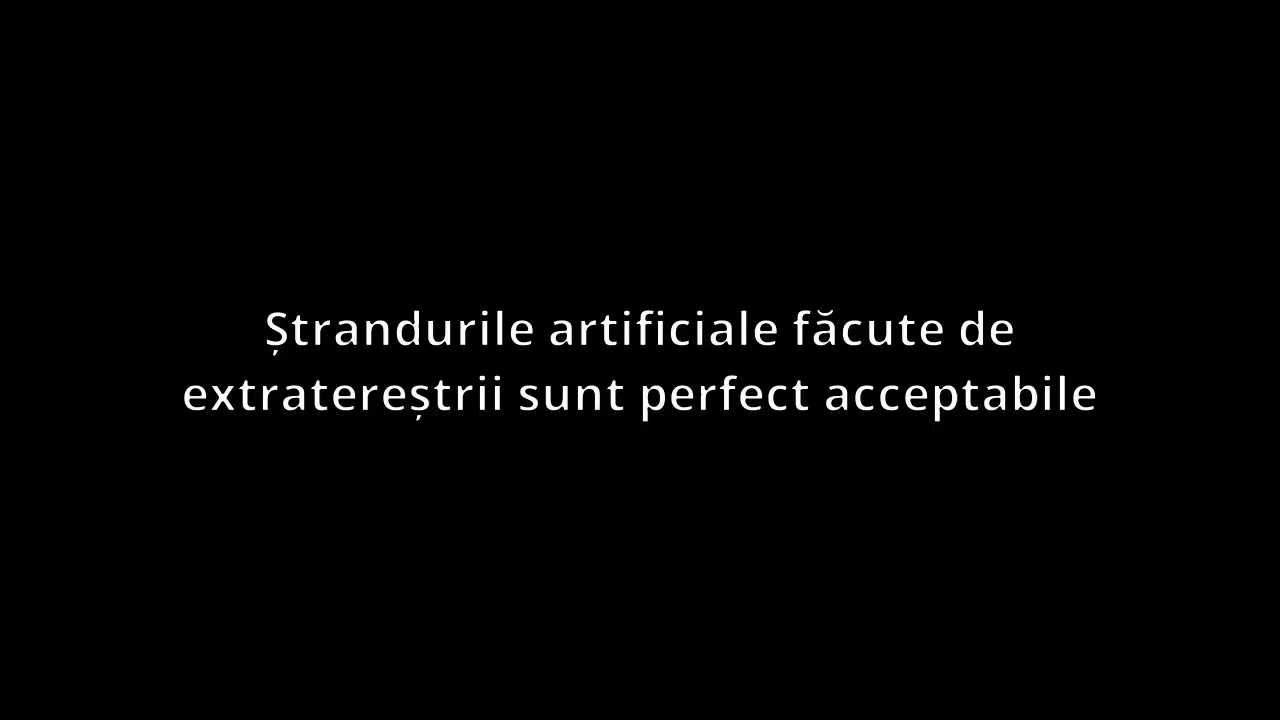 Ștrandurile artificiale făcute de
extratereștrii sunt perfect acceptabile